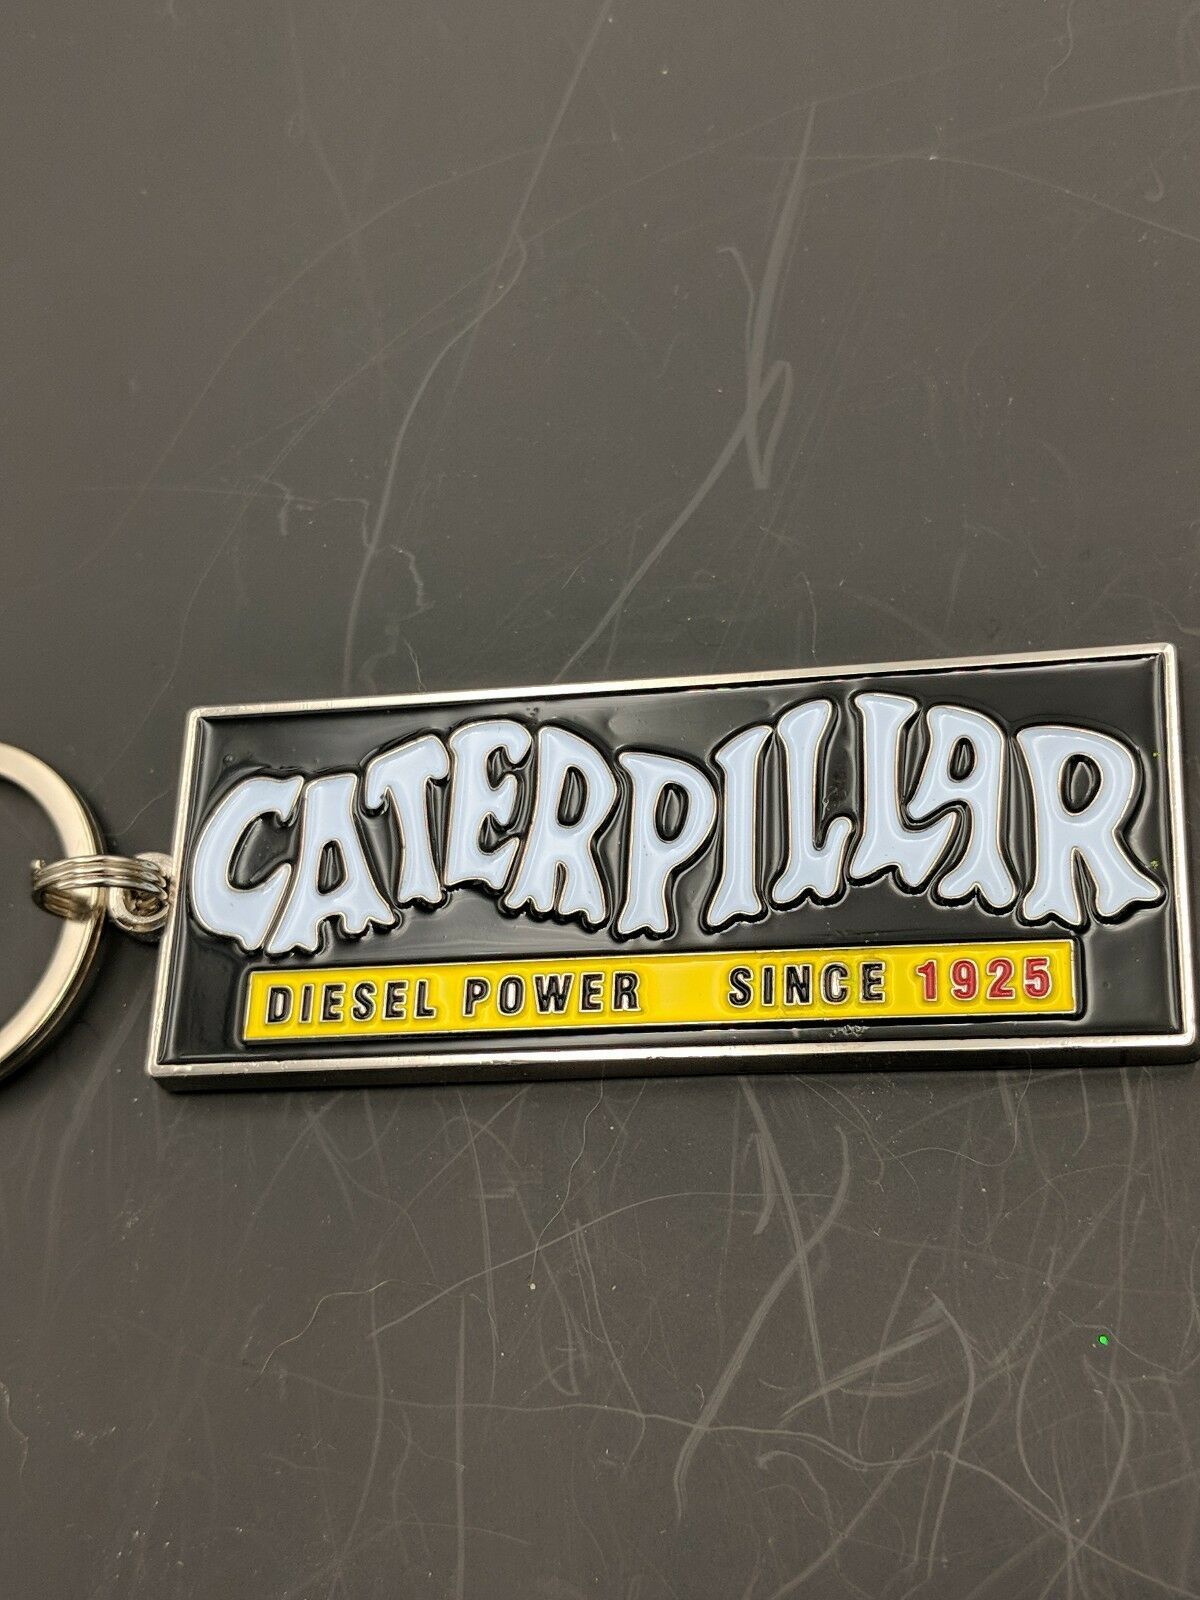 CATERPILLAR
DIESEL POWER SINCE 1925